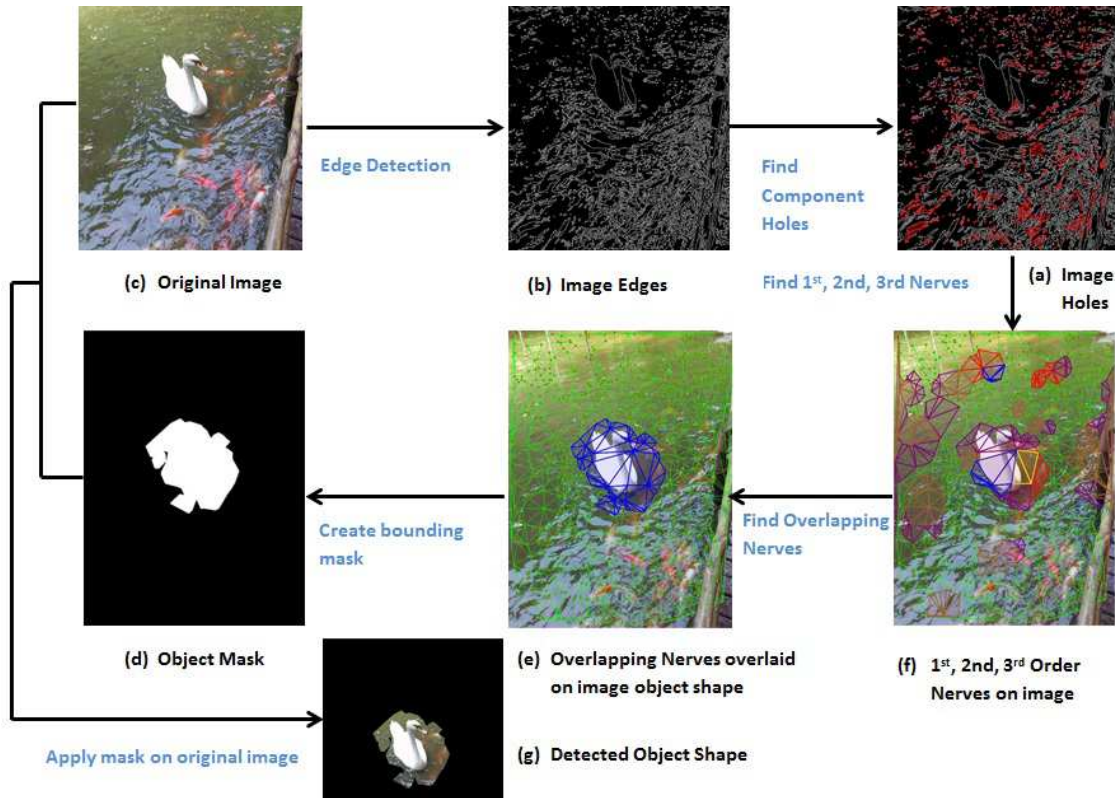 Edge Detection
Find
Component
Holes
(c) Original Image
(b) Image Edges
Find 1st, 2nd, 3rd Nerves
(a) Image
Holes
Create bounding
mask
Find Overlapping
Nerves
(d) Object Mask
(e) Overlapping Nerves overlaid
on image object shape
(f) 1st, 2nd, 3rd Order
Nerves on image
Apply mask on original image
(g) Detected Object Shape